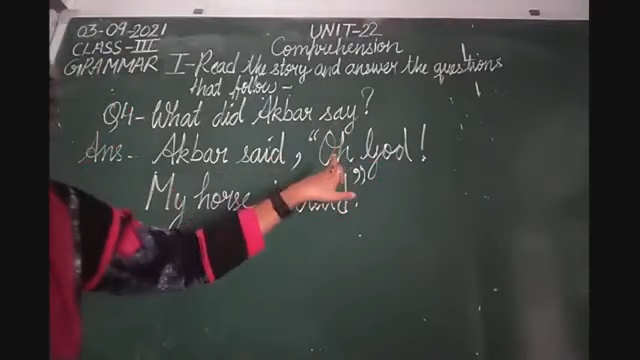 03-09-2021
UNIT-22
CLASS-III
Comprehension
GRAMMAR I-Read the story and answer the questions
that follow-
Q4-What did Akbar say?
Ans- Akbar said, "Oh God!
My horse